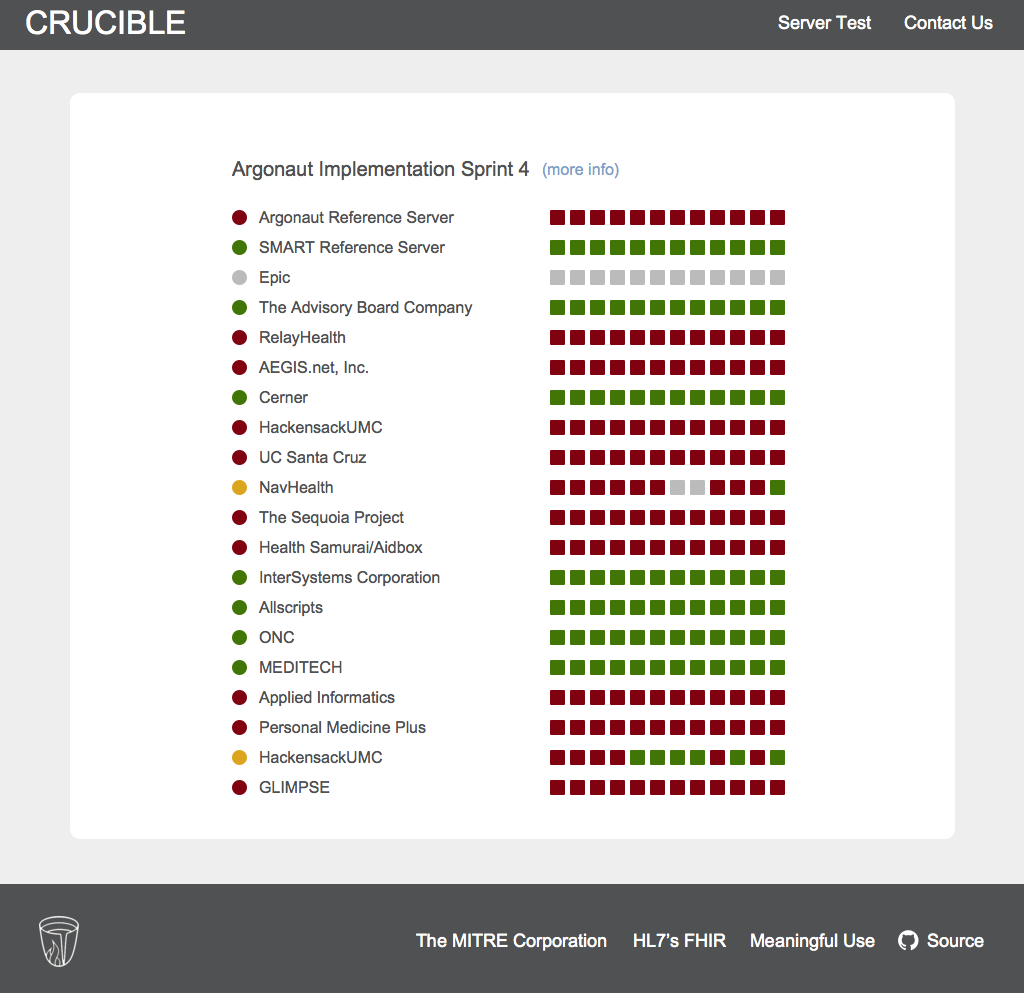 CRUCIBLE
Server Test
Contact Us
Argonaut Implementation Sprint 4 (more info)
Argonaut Reference Server
SMART Reference Server
Epic
The Advisory Board Company
RelayHealth
AEGIS.net, Inc.
Cerner
HackensackUMC
UC Santa Cruz
NavHealth
The Sequoia Project
Health Samurai/Aidbox
InterSystems Corporation
Allscripts
ONC
MEDITECH
Applied Informatics
Personal Medicine Plus
HackensackUMC
GLIMPSE
The MITRE Corporation
HL7's FHIR
Meaningful Use
Source